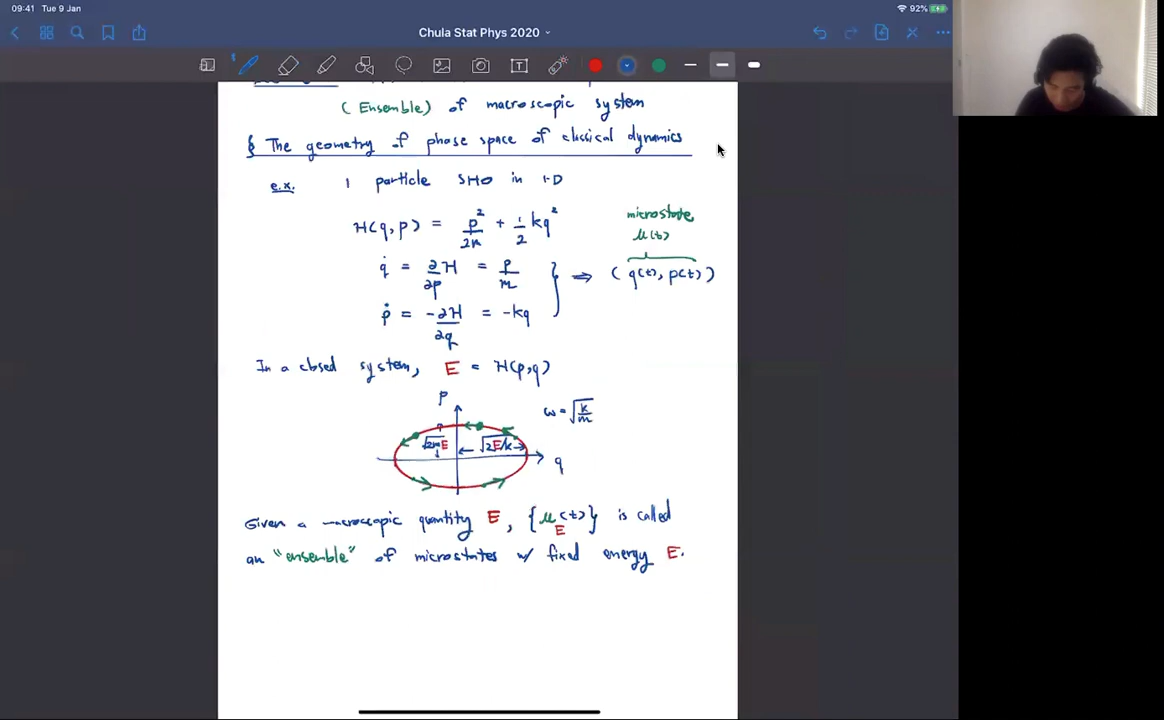 09:41 Tue 9 Jan
92%
Chula Stat Phys 2020
(Ensemble) of macroscopic system
§ The geometry of phase space of classical dynamics
e.x. 1 particle SHO in 1-D
H(q,p) = p²/2m + 1/2 kq²
microstate
μ(t)
q̇ = ∂H/∂p = p/m
⇒ (q(t), p(t))
ṗ = -∂H/∂q = -kq
In a closed system, E = H(p,q)
p
ω = √(k/m)
√2mE
√2E/k
q
Given a macroscopic quantity E, {μ_E(t)} is called
an "ensemble" of microstates w/ fixed energy E.